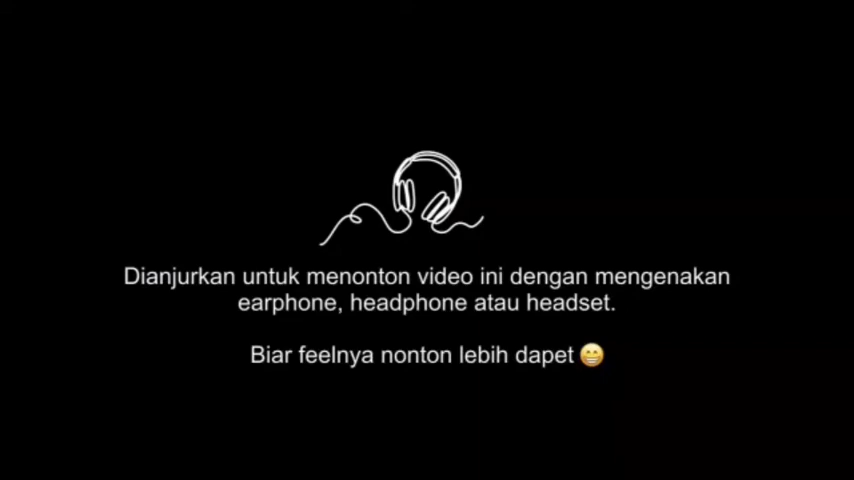 Dianjurkan untuk menonton video ini dengan mengenakan
earphone, headphone atau headset.
Biar feelnya nonton lebih dapet 😁